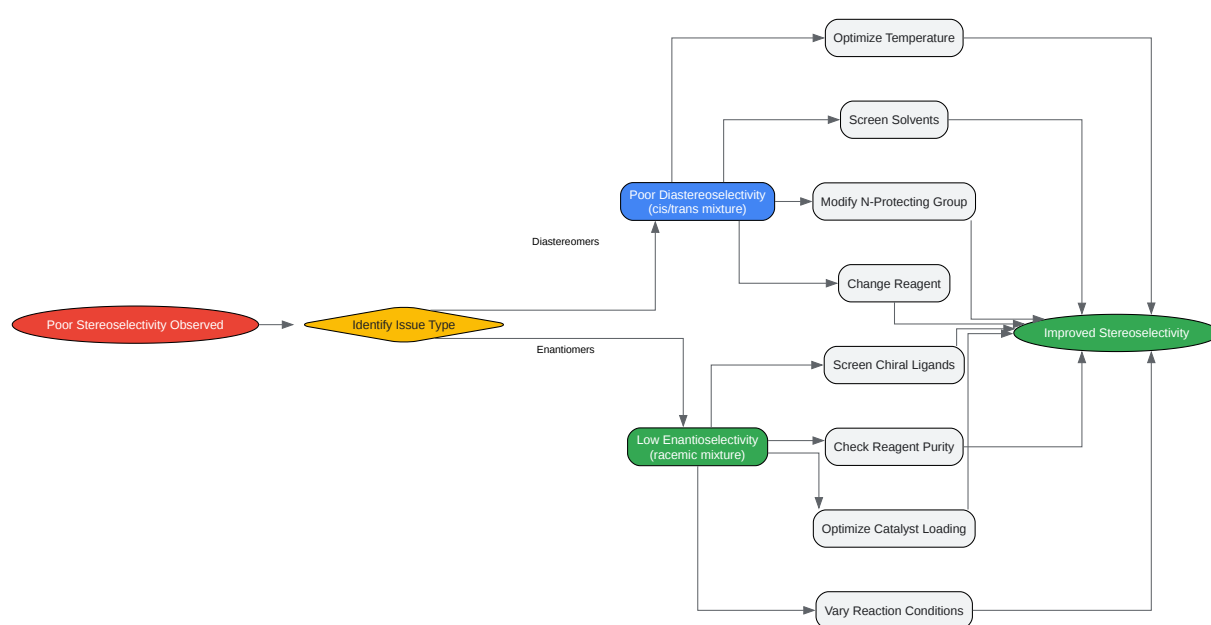 Poor Stereoselectivity Observed
Identify Issue Type
Diastereomers
Enantiomers
Poor Diastereoselectivity
(cis/trans mixture)
Low Enantioselectivity
(racemic mixture)
Optimize Temperature
Screen Solvents
Modify N-Protecting Group
Change Reagent
Screen Chiral Ligands
Check Reagent Purity
Optimize Catalyst Loading
Vary Reaction Conditions
Improved Stereoselectivity